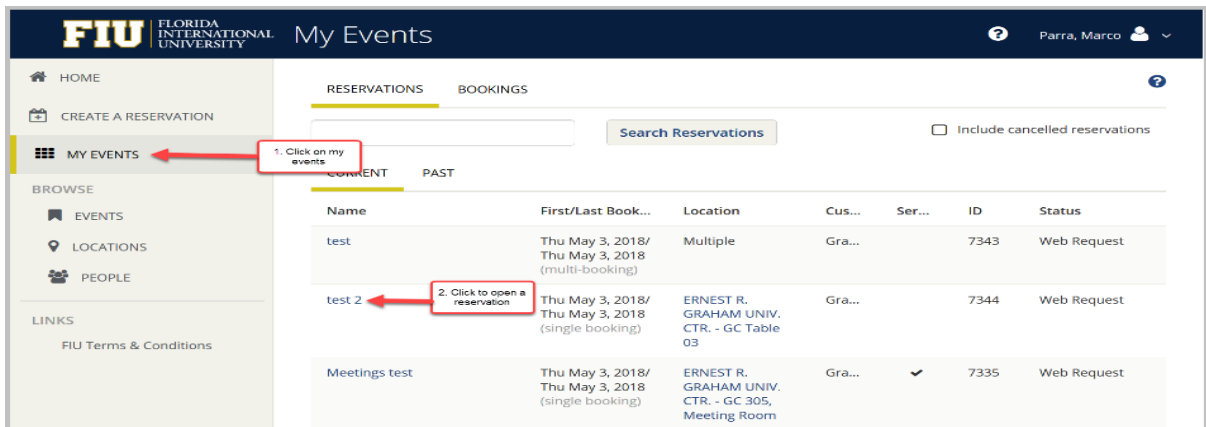 FIU FLORIDA
INTERNATIONAL
UNIVERSITY
My Events
Parra, Marco
HOME
CREATE A RESERVATION
MY EVENTS
BROWSE
EVENTS
LOCATIONS
PEOPLE
LINKS
FIU Terms & Conditions
?
RESERVATIONS BOOKINGS
?
Search Reservations
Include cancelled reservations
1. Click on my
events
CURRENT PAST
Name First/Last Book... Location Cus... Ser... ID Status
test Thu May 3, 2018/ Multiple Gra... 7343 Web Request
Thu May 3, 2018
(multi-booking)
2. Click to open a
reservation
test 2 Thu May 3, 2018/ ERNEST R. Gra... 7344 Web Request
Thu May 3, 2018 GRAHAM UNIV.
(single booking) CTR. - GC Table
03
Meetings test Thu May 3, 2018/ ERNEST R. Gra... 7335 Web Request
Thu May 3, 2018 GRAHAM UNIV.
(single booking) CTR. - GC 305,
Meeting Room